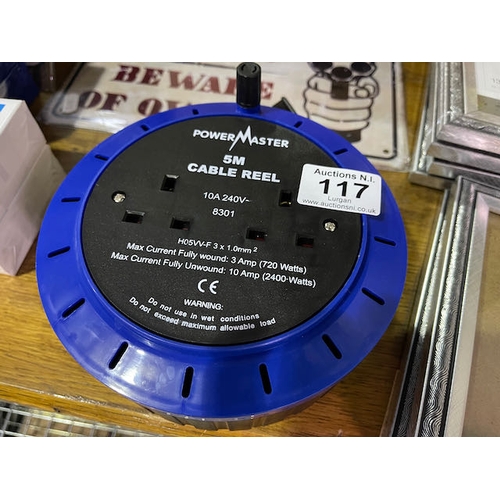 BEWARE
OF
POWERMASTER
5M
CABLE REEL
10A 240V~
8301
Auctions N.I.
117
Lurgan
www.auctionsni.co.uk
H05VV-F 3 x 1.0mm²
Max Current Fully wound: 3 Amp (720 Watts)
Max Current Fully Unwound: 10 Amp (2400-Watts)
CE
WARNING:
Do not use in wet conditions
Do not exceed maximum allowable load